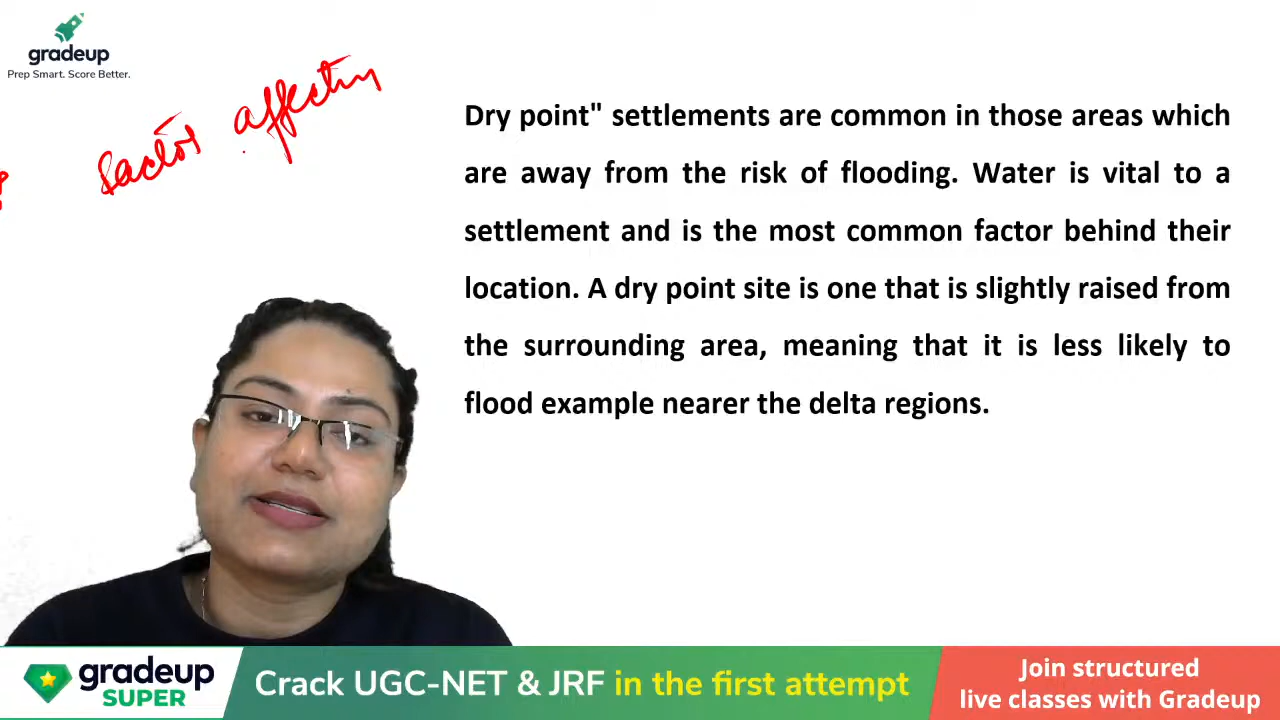 gradeup
Prep Smart. Score Better.
factor affecting
Dry point" settlements are common in those areas which
are away from the risk of flooding. Water is vital to a
settlement and is the most common factor behind their
location. A dry point site is one that is slightly raised from
the surrounding area, meaning that it is less likely to
flood example nearer the delta regions.
gradeup
SUPER
Crack UGC-NET & JRF in the first attempt
Join structured
live classes with Gradeup